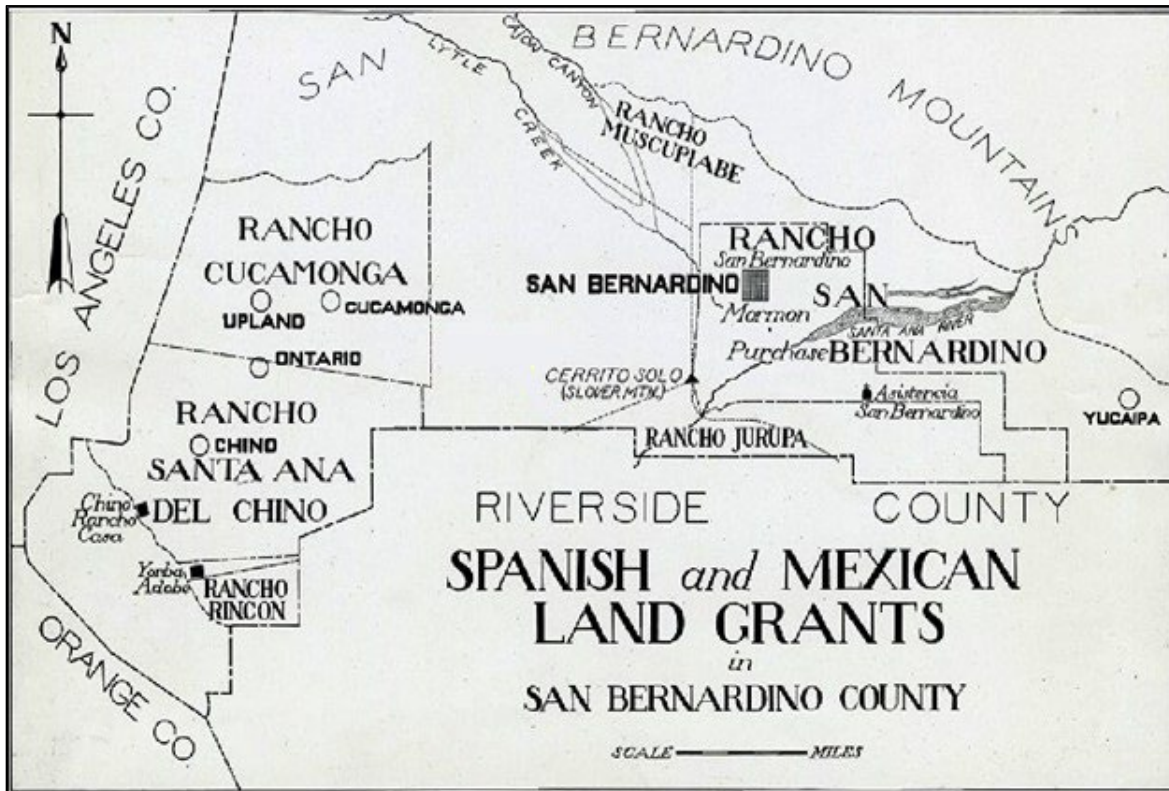 N
LOS ANGELES CO.
SAN
BERNARDINO
MOUNTAINS
LYTLE
CREEK
CAJON CANYON
RANCHO
MUSCUPIABE
RANCHO
CUCAMONGA
UPLAND
CUCAMONGA
ONTARIO
RANCHO
San Bernardino
SAN BERNARDINO
SAN
Mormon
SANTA ANA RIVER
Purchase
BERNARDINO
CERRITO SOLO
(SLOVER MTN.)
Asistencia
San Bernardino
YUCAIPA
RANCHO JURUPA
RANCHO
CHINO
SANTA ANA
DEL CHINO
Chino
Rancho
Casa
Yorba
Adobe
RANCHO
RINCON
ORANGE CO
RIVERSIDE COUNTY
SPANISH and MEXICAN
LAND GRANTS
in
SAN BERNARDINO COUNTY
SCALE MILES